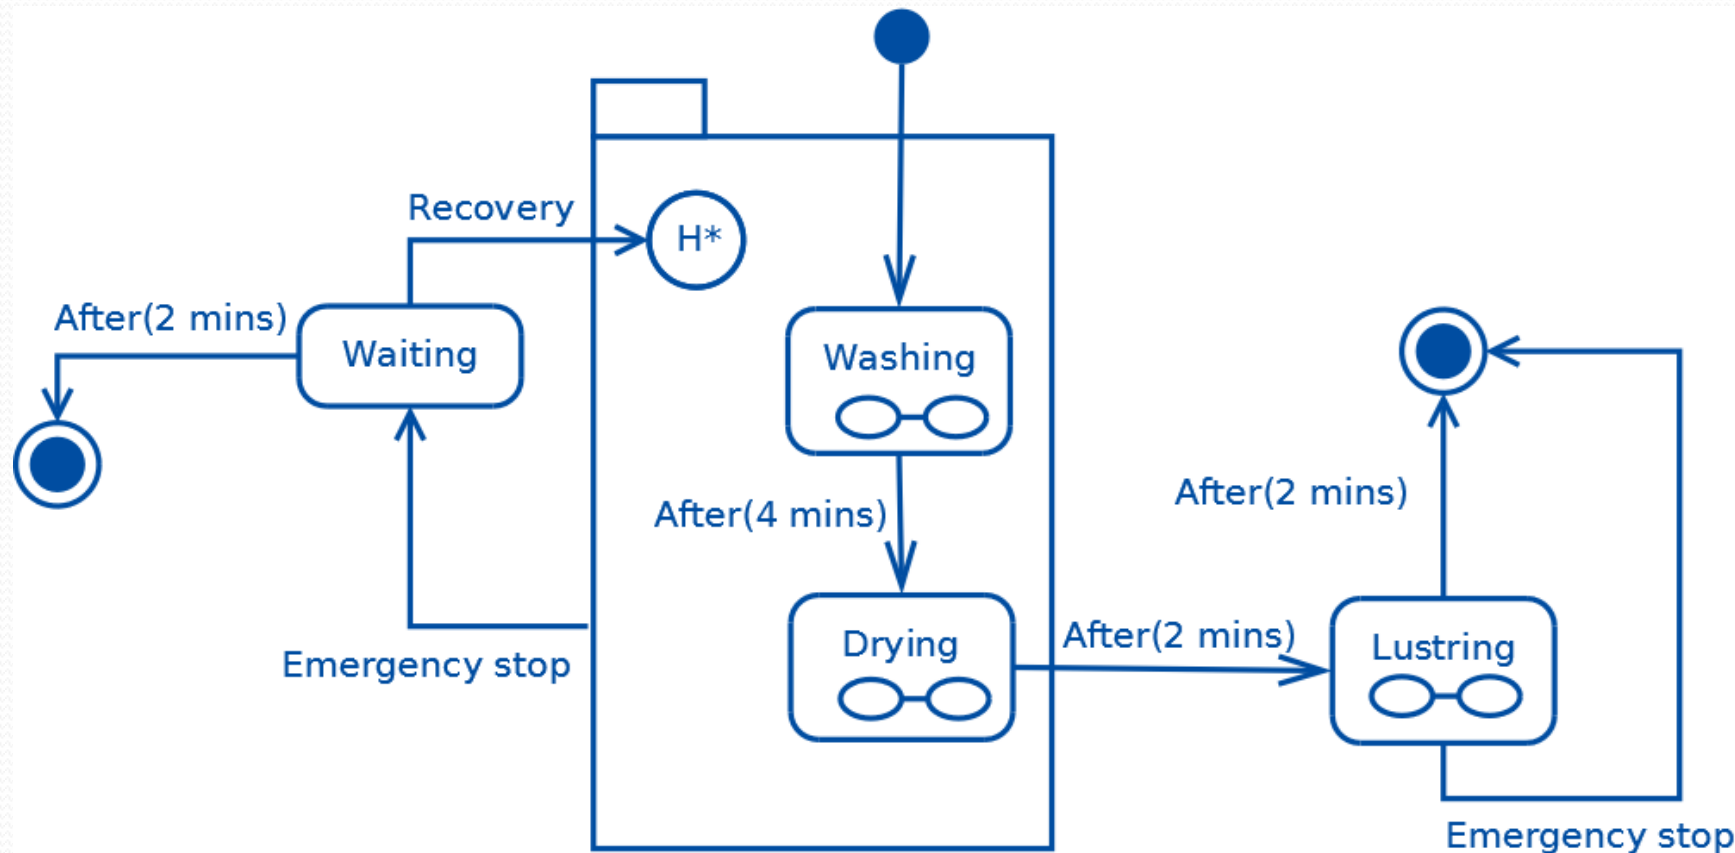 Recovery
H*
After(2 mins)
Waiting
Washing
After(4 mins)
After(2 mins)
Drying
After(2 mins)
Lustring
Emergency stop
Emergency stop